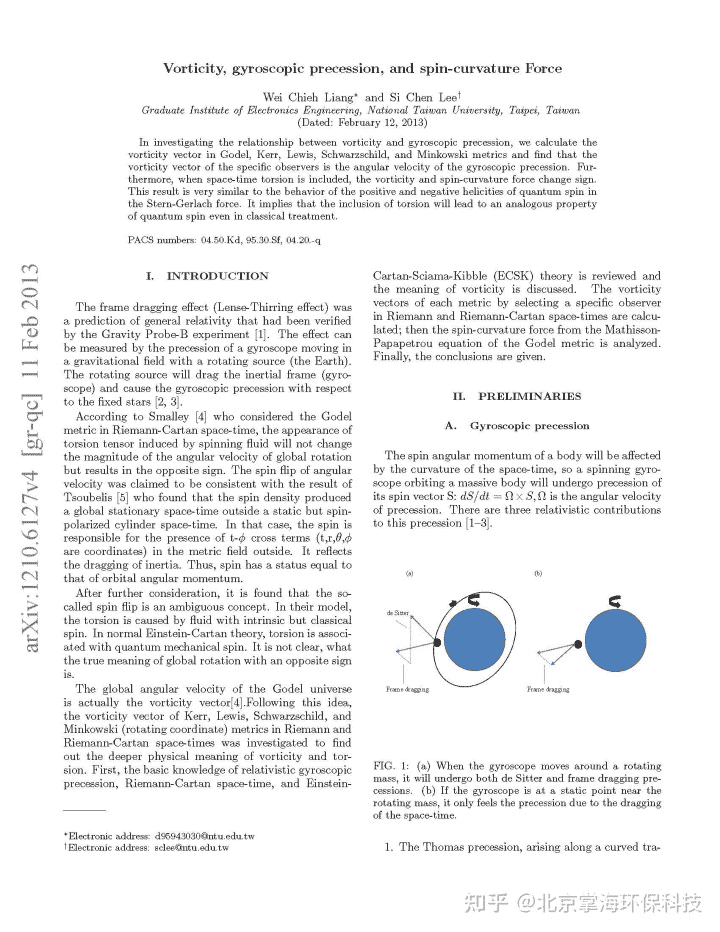 Vorticity, gyroscopic precession, and spin-curvature Force
Wei Chieh Liang* and Si Chen Lee†
Graduate Institute of Electronics Engineering, National Taiwan University, Taipei, Taiwan
(Dated: February 12, 2013)
In investigating the relationship between vorticity and gyroscopic precession, we calculate the
vorticity vector in Godel, Kerr, Lewis, Schwarzschild, and Minkowski metrics and find that the
vorticity vector of the specific observers is the angular velocity of the gyroscopic precession. Fur-
thermore, when space-time torsion is included, the vorticity and spin-curvature force change sign.
This result is very similar to the behavior of the positive and negative helicities of quantum spin in
the Stern-Gerlach force. It implies that the inclusion of torsion will lead to an analogous property
of quantum spin even in classical treatment.
PACS numbers: 04.50.Kd, 95.30.Sf, 04.20.-q
arXiv:1210.6127v4 [gr-qc] 11 Feb 2013
I. INTRODUCTION
The frame dragging effect (Lense-Thirring effect) was
a prediction of general relativity that had been verified
by the Gravity Probe-B experiment [1]. The effect can
be measured by the precession of a gyroscope moving in
a gravitational field with a rotating source (the Earth).
The rotating source will drag the inertial frame (gyro-
scope) and cause the gyroscopic precession with respect
to the fixed stars [2, 3].
According to Smalley [4] who considered the Godel
metric in Riemann-Cartan space-time, the appearance of
torsion tensor induced by spinning fluid will not change
the magnitude of the angular velocity of global rotation
but results in the opposite sign. The spin flip of angular
velocity was claimed to be consistent with the result of
Tsoubelis [5] who found that the spin density produced
a global stationary space-time outside a static but spin-
polarized cylinder space-time. In that case, the spin is
responsible for the presence of t-ϕ cross terms (t,r,θ,ϕ
are coordinates) in the metric field outside. It reflects
the dragging of inertia. Thus, spin has a status equal to
that of orbital angular momentum.
After further consideration, it is found that the so-
called spin flip is an ambiguous concept. In their model,
the torsion is caused by fluid with intrinsic but classical
spin. In normal Einstein-Cartan theory, torsion is associ-
ated with quantum mechanical spin. It is not clear, what
the true meaning of global rotation with an opposite sign
is.
The global angular velocity of the Godel universe
is actually the vorticity vector[4].Following this idea,
the vorticity vector of Kerr, Lewis, Schwarzschild, and
Minkowski (rotating coordinate) metrics in Riemann and
Riemann-Cartan space-times was investigated to find
out the deeper physical meaning of vorticity and tor-
sion. First, the basic knowledge of relativistic gyroscopic
precession, Riemann-Cartan space-time, and Einstein-
*Electronic address: d95943030@ntu.edu.tw
†Electronic address: sclee@ntu.edu.tw
Cartan-Sciama-Kibble (ECSK) theory is reviewed and
the meaning of vorticity is discussed. The vorticity
vectors of each metric by selecting a specific observer
in Riemann and Riemann-Cartan space-times are calcu-
lated; then the spin-curvature force from the Mathisson-
Papapetrou equation of the Godel metric is analyzed.
Finally, the conclusions are given.
II. PRELIMINARIES
A. Gyroscopic precession
The spin angular momentum of a body will be affected
by the curvature of the space-time, so a spinning gyro-
scope orbiting a massive body will undergo precession of
its spin vector S: dS/dt = Ω × S, Ω is the angular velocity
of precession. There are three relativistic contributions
to this precession [1–3].
(a)
(b)
de Sitter
Frame dragging
Frame dragging
FIG. 1: (a) When the gyroscope moves around a rotating
mass, it will undergo both de Sitter and frame dragging pre-
cessions. (b) If the gyroscope is at a static point near the
rotating mass, it only feels the precession due to the dragging
of the space-time.
1. The Thomas precession, arising along a curved tra-
知乎 @北京掌海环保科技